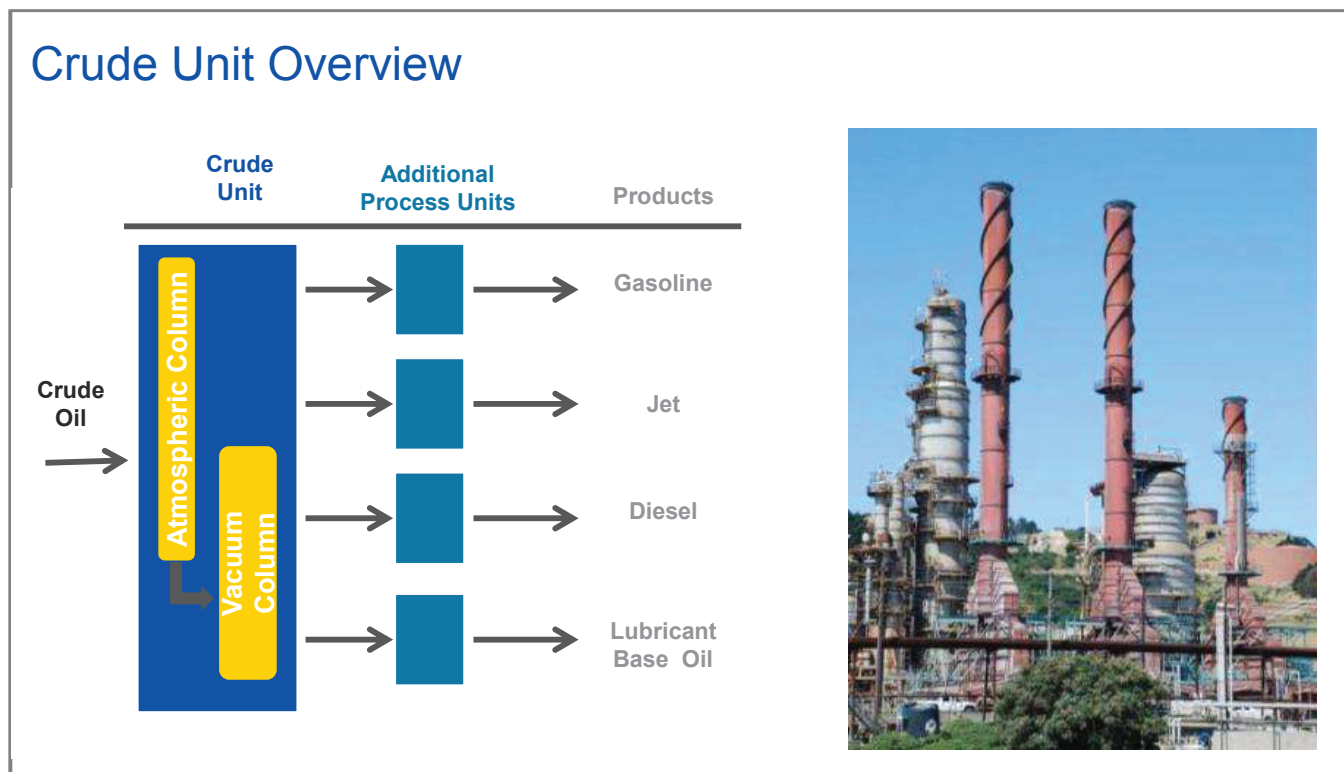 Crude Unit Overview
Crude
Unit
Additional
Process Units
Products
Crude
Oil
Atmospheric Column
Vacuum
Column
Gasoline
Jet
Diesel
Lubricant
Base Oil